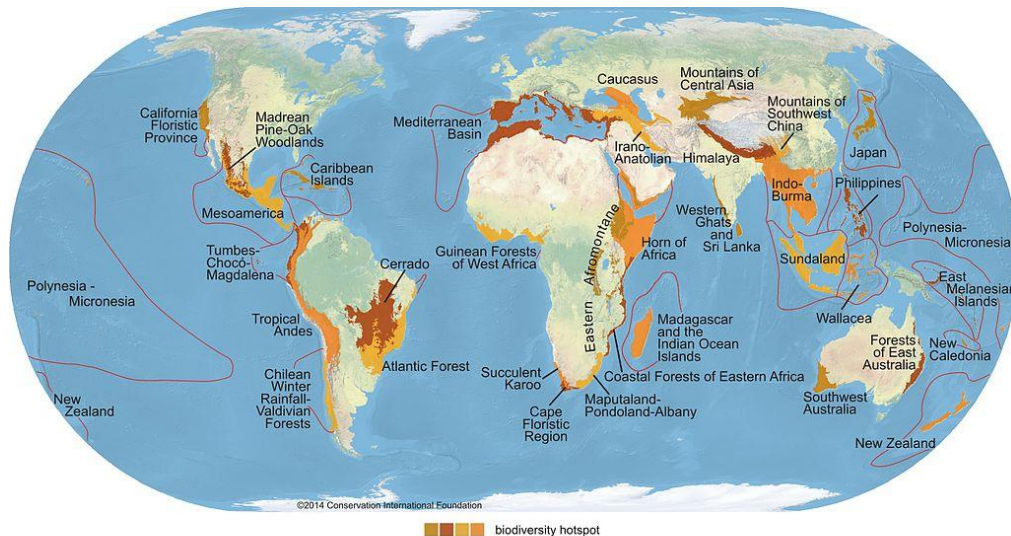 California
Floristic
Province
Madrean
Pine-Oak
Woodlands
Caribbean
Islands
Mesoamerica
Tumbes-
Chocó-
Magdalena
Polynesia -
Micronesia
Tropical
Andes
Cerrado
Atlantic Forest
Chilean
Winter
Rainfall-
Valdivian
Forests
New
Zealand
Mediterranean
Basin
Caucasus
Irano-
Anatolian
Mountains of
Central Asia
Mountains of
Southwest
China
Himalaya
Japan
Indo-
Burma
Philippines
Western
Ghats
and
Sri Lanka
Guinean Forests
of West Africa
Eastern Afromontane
Horn of
Africa
Sundaland
Wallacea
Polynesia-
Micronesia
East
Melanesian
Islands
Madagascar
and the
Indian Ocean
Islands
Coastal Forests of Eastern Africa
Succulent
Karoo
Cape
Floristic
Region
Maputaland-
Pondoland-Albany
Forests
of East
Australia
Southwest
Australia
New
Caledonia
New Zealand
©2014 Conservation International Foundation
biodiversity hotspot